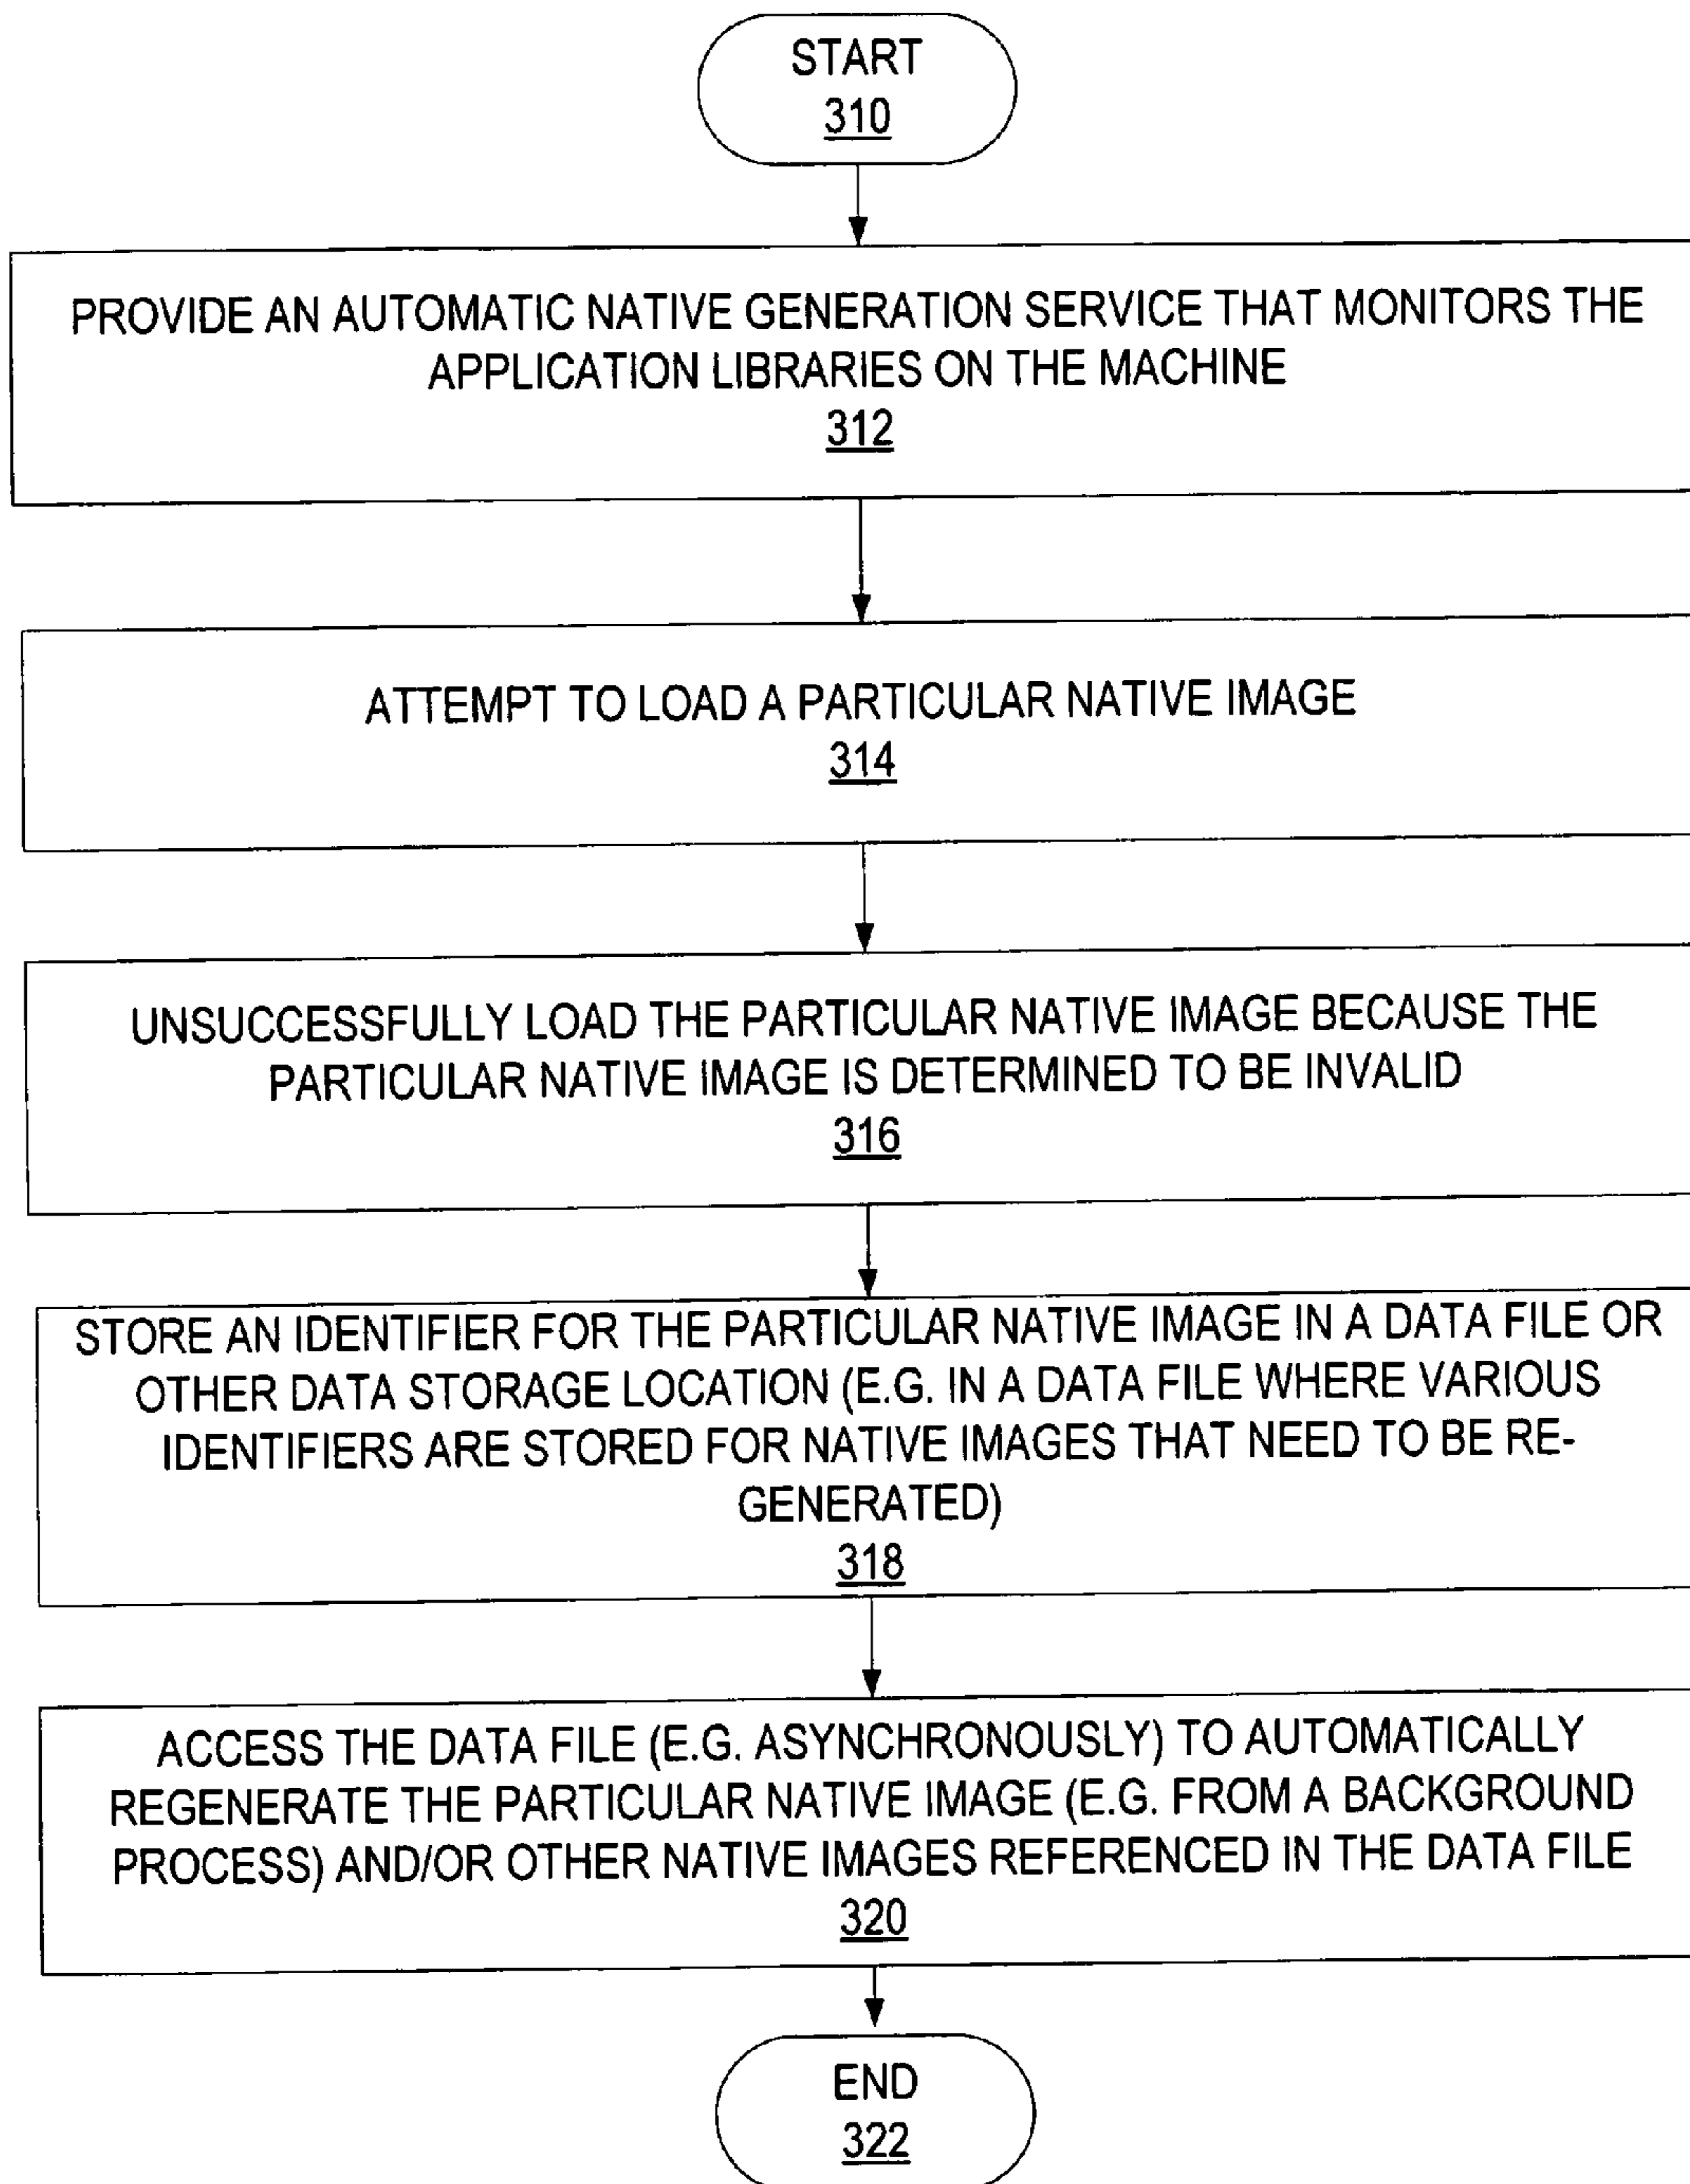 START
310
PROVIDE AN AUTOMATIC NATIVE GENERATION SERVICE THAT MONITORS THE
APPLICATION LIBRARIES ON THE MACHINE
312
ATTEMPT TO LOAD A PARTICULAR NATIVE IMAGE
314
UNSUCCESSFULLY LOAD THE PARTICULAR NATIVE IMAGE BECAUSE THE
PARTICULAR NATIVE IMAGE IS DETERMINED TO BE INVALID
316
STORE AN IDENTIFIER FOR THE PARTICULAR NATIVE IMAGE IN A DATA FILE OR
OTHER DATA STORAGE LOCATION (E.G. IN A DATA FILE WHERE VARIOUS
IDENTIFIERS ARE STORED FOR NATIVE IMAGES THAT NEED TO BE RE-
GENERATED)
318
ACCESS THE DATA FILE (E.G. ASYNCHRONOUSLY) TO AUTOMATICALLY
REGENERATE THE PARTICULAR NATIVE IMAGE (E.G. FROM A BACKGROUND
PROCESS) AND/OR OTHER NATIVE IMAGES REFERENCED IN THE DATA FILE
320
END
322